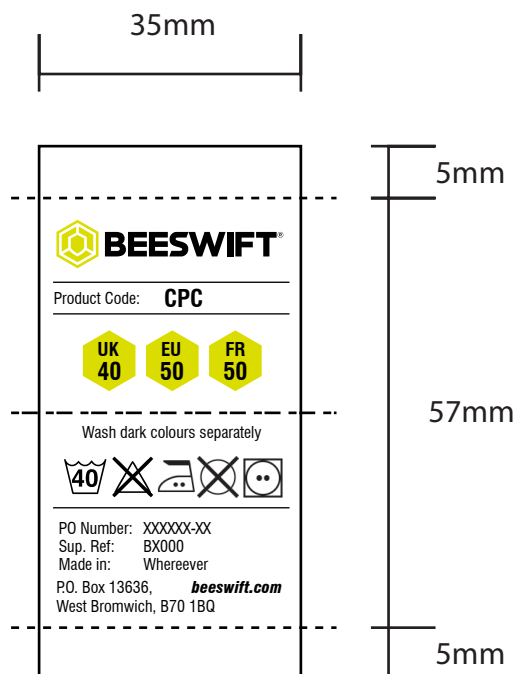 35mm
5mm
BEESWIFT®
Product Code: CPC
UK EU FR
40 50 50
57mm
Wash dark colours separately
40
PO Number: XXXXXX-XX
Sup. Ref: BX000
Made in: Whereever
P.O. Box 13636, beeswift.com
West Bromwich, B70 1BQ
5mm